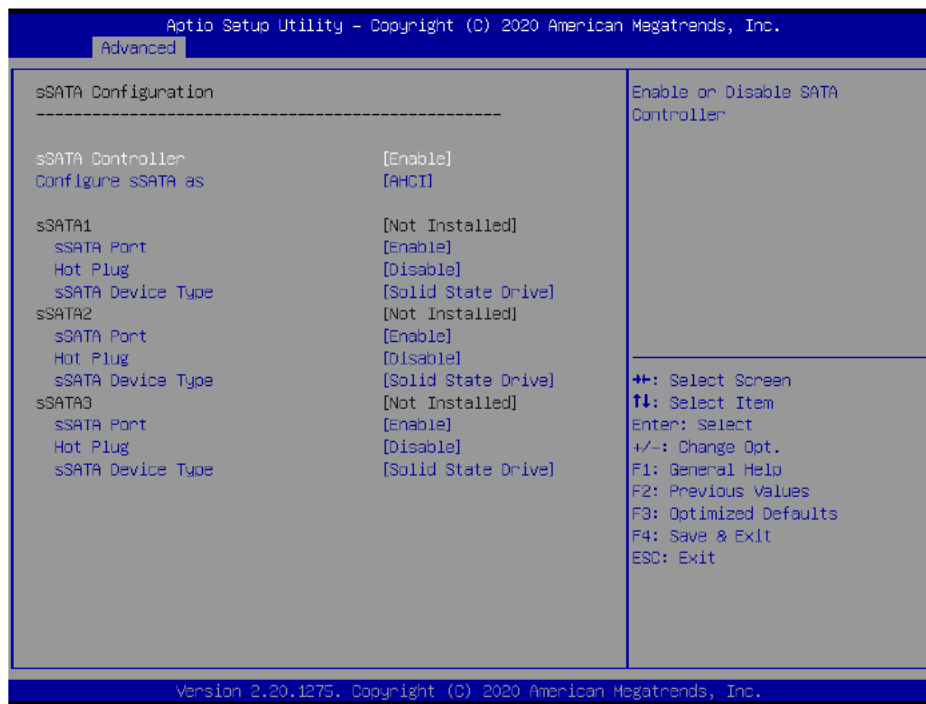 Aptio Setup Utility – Copyright (C) 2020 American Megatrends, Inc.
Advanced
sSATA Configuration
--------------------------------------------------
sSATA Controller [Enable]
Configure sSATA as [AHCI]
sSATA1 [Not Installed]
sSATA Port [Enable]
Hot Plug [Disable]
sSATA Device Type [Solid State Drive]
sSATA2 [Not Installed]
sSATA Port [Enable]
Hot Plug [Disable]
sSATA Device Type [Solid State Drive]
sSATA3 [Not Installed]
sSATA Port [Enable]
Hot Plug [Disable]
sSATA Device Type [Solid State Drive]
Enable or Disable SATA
Controller
→←: Select Screen
↑↓: Select Item
Enter: Select
+/-: Change Opt.
F1: General Help
F2: Previous Values
F3: Optimized Defaults
F4: Save & Exit
ESC: Exit
Version 2.20.1275. Copyright (C) 2020 American Megatrends, Inc.